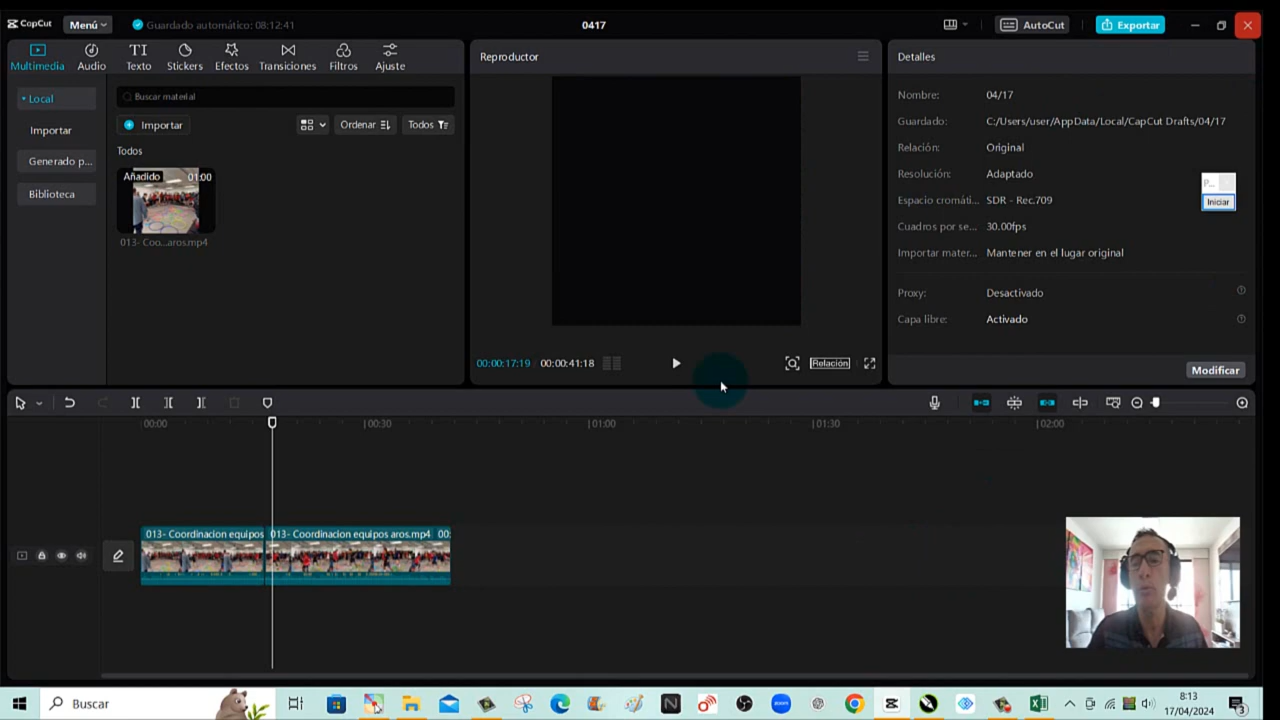 CapCut
Menú
Guardado automático: 08:12:41
0417
AutoCut
Exportar
Multimedia
Audio
TI
Texto
Stickers
Efectos
Transiciones
Filtros
Ajuste
Reproductor
Detalles
Local
Importar
Generado p...
Biblioteca
Buscar material
Importar
Ordenar
Todos
Todos
Añadido
01:00
013- Coo...aros.mp4
00:00:17:19
00:00:41:18
Relación
Nombre: 04/17
Guardado: C:/Users/user/AppData/Local/CapCut Drafts/04/17
Relación: Original
Resolución: Adaptado
Espacio cromáti... SDR - Rec.709
Cuadros por se... 30.00fps
Importar mater... Mantener en el lugar original
Proxy: Desactivado
Capa libre: Activado
P...
Iniciar
Modificar
00:00
00:30
01:00
01:30
02:00
013- Coordinacion equipos
013- Coordinacion equipos aros.mp4 00:
Buscar
zoom
8:13
17/04/2024
3